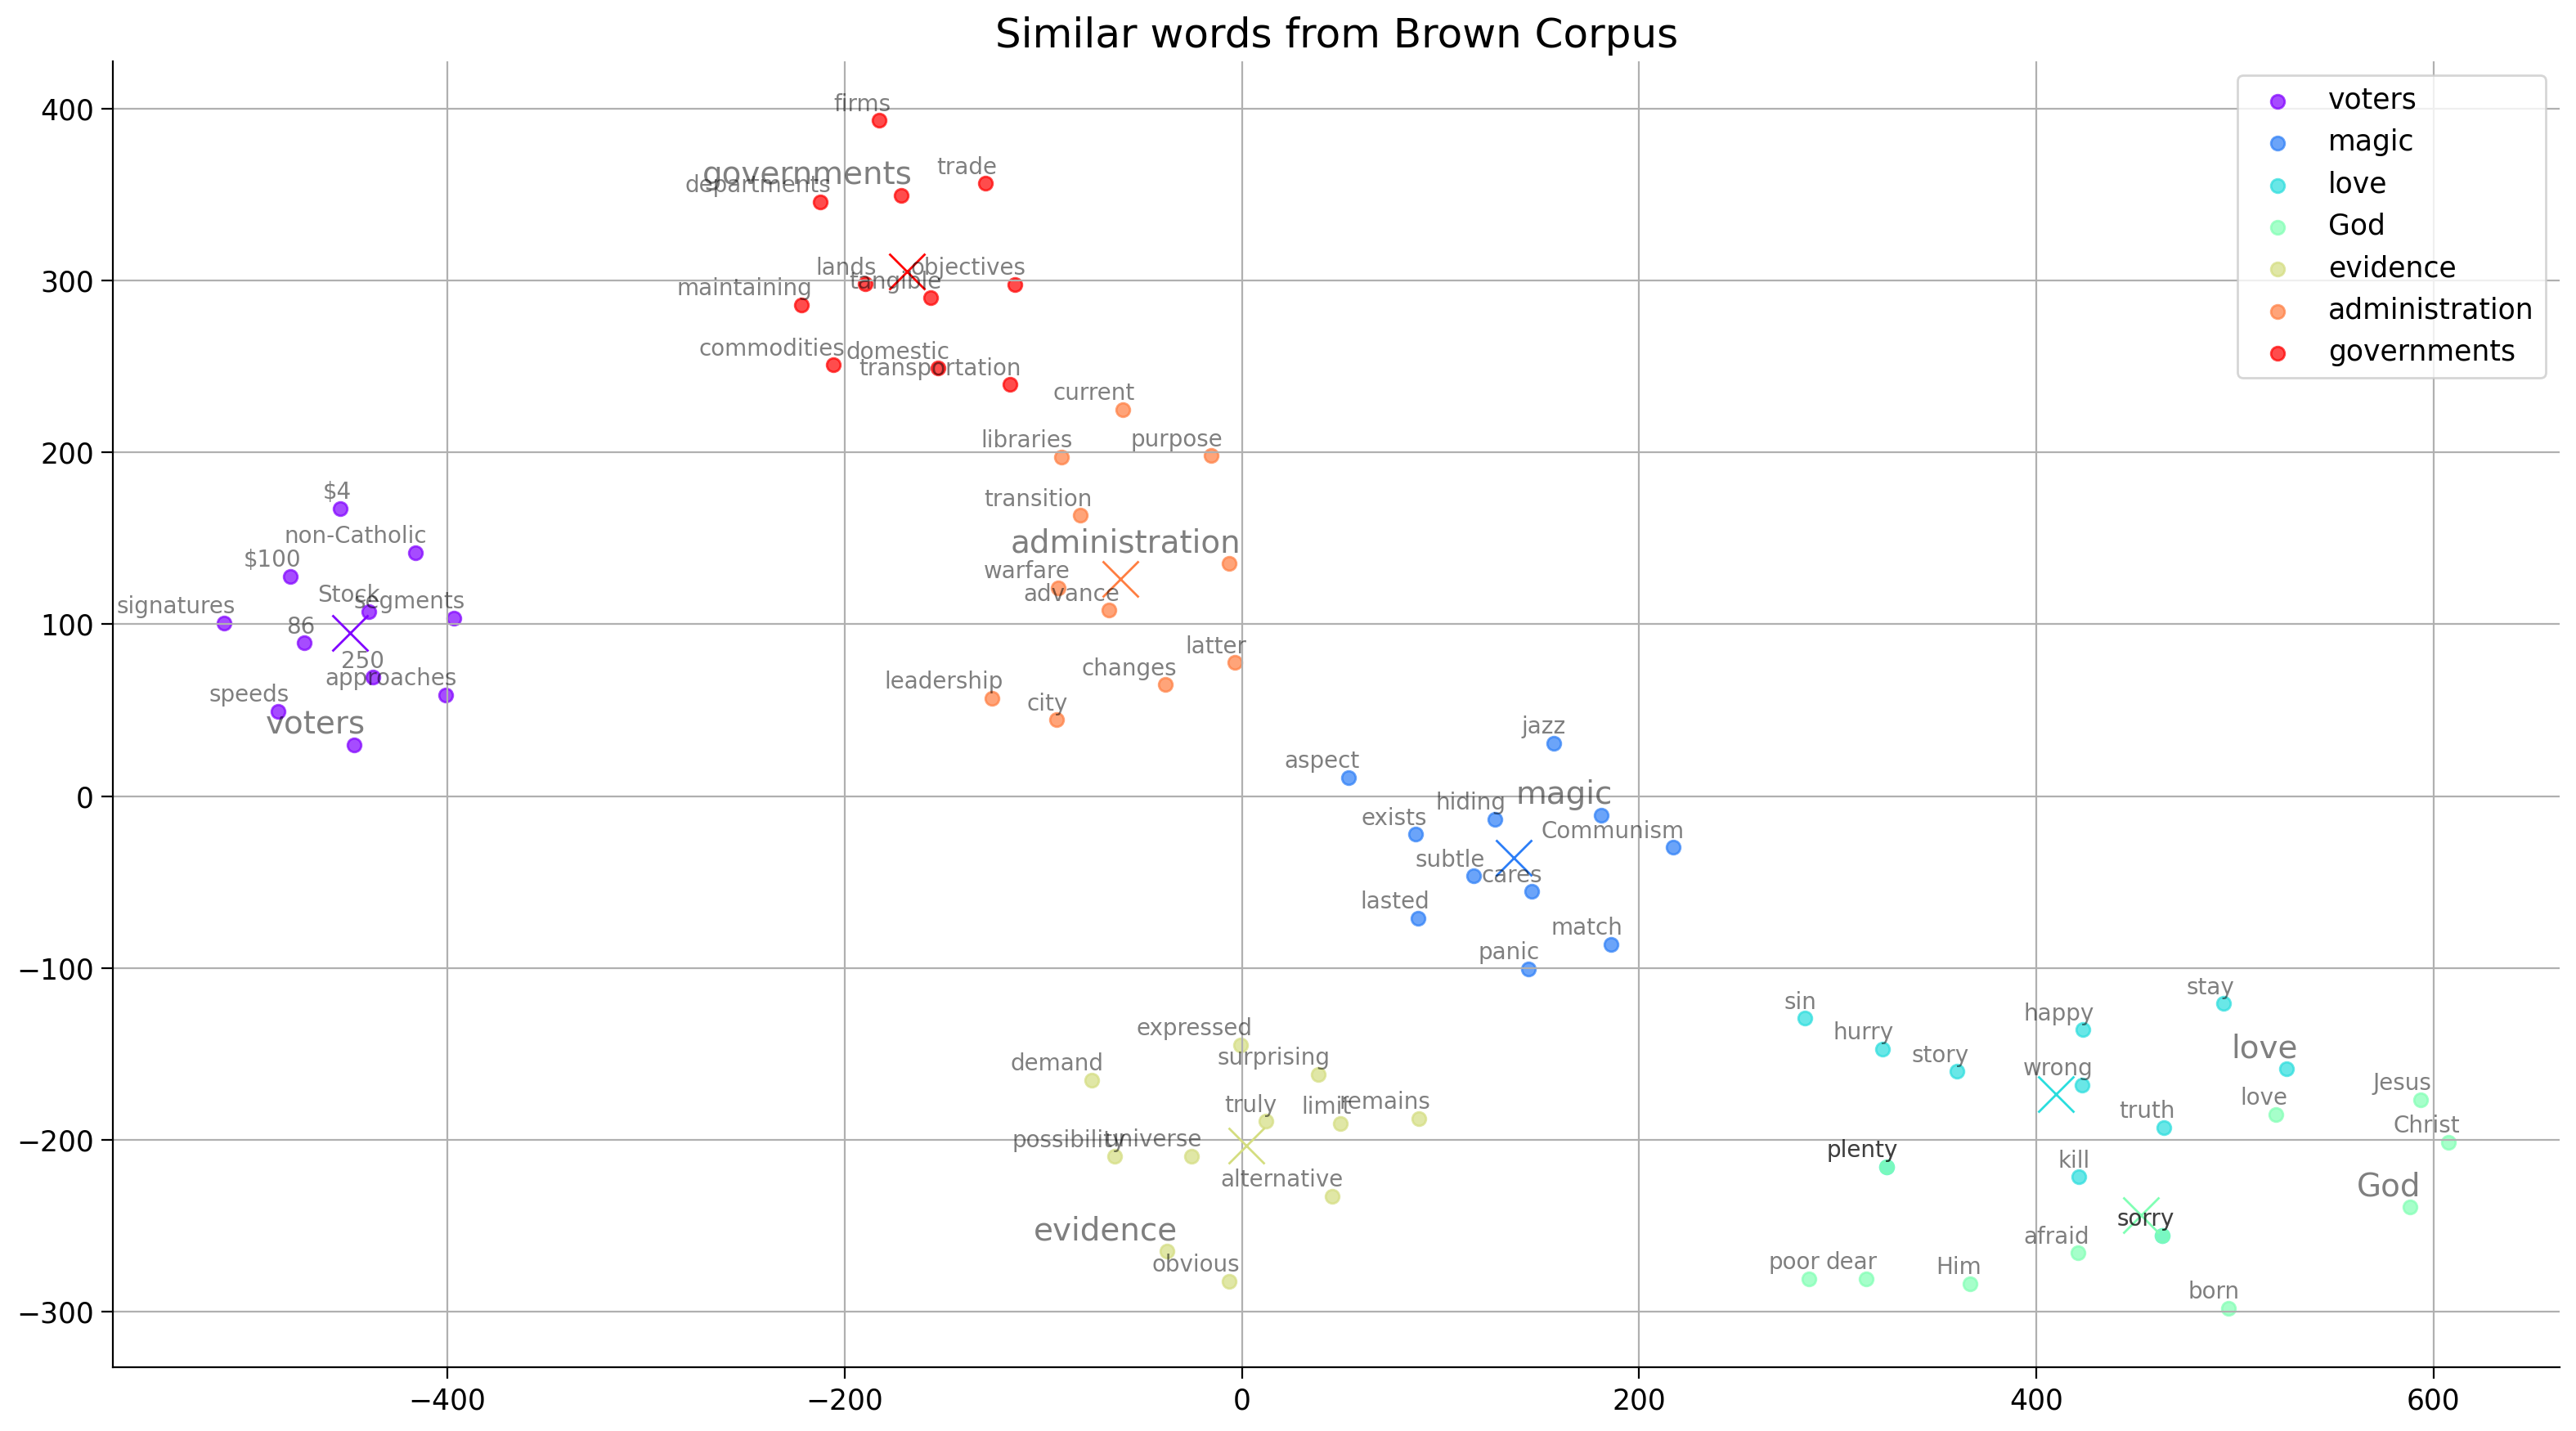 Similar words from Brown Corpus
400
300
200
100
0
−100
−200
−300
−400
−200
0
200
400
600
voters
magic
love
God
evidence
administration
governments
firms
governments
trade
departments
lands
objectives
tangible
maintaining
commodities
domestic
transportation
current
libraries
purpose
transition
administration
warfare
advance
latter
changes
leadership
city
$4
non-Catholic
$100
Stock
segments
signatures
86
250
approaches
speeds
voters
jazz
aspect
magic
hiding
exists
Communism
subtle
cares
lasted
match
panic
expressed
surprising
demand
truly
limit
remains
possibility
universe
alternative
evidence
obvious
sin
stay
happy
hurry
story
love
wrong
Jesus
love
truth
Christ
plenty
kill
God
sorry
afraid
poor
dear
Him
born